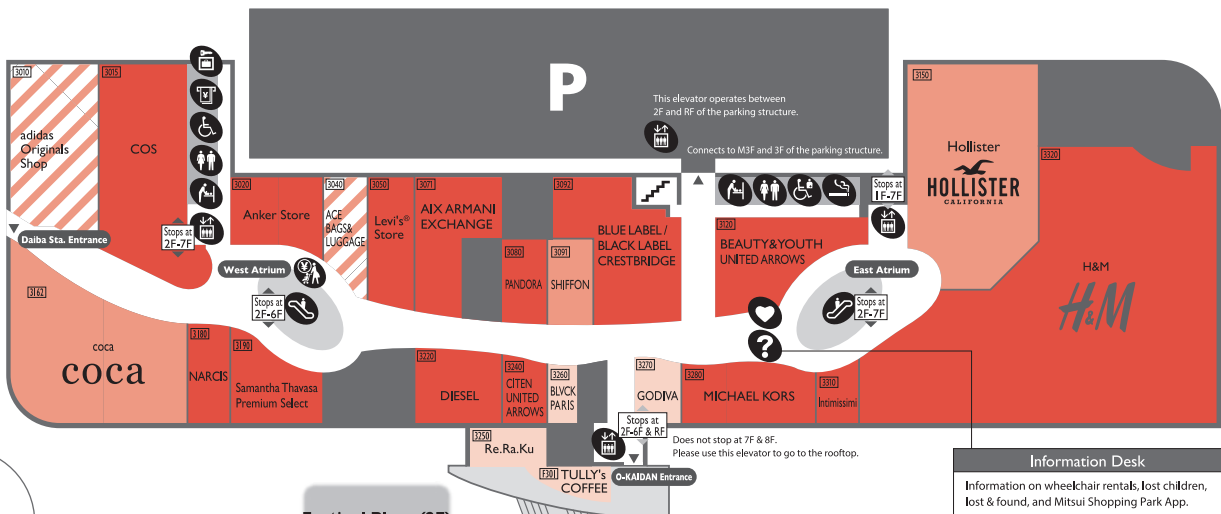 3010
adidas
Originals
Shop
3015
COS
P
This elevator operates between
2F and RF of the parking structure.
Connects to M3F and 3F of the parking structure.
3150
Hollister
HOLLISTER
CALIFORNIA
3320
H&M
H&M
Stops at
2F-7F
Daiba Sta. Entrance
3020
Anker Store
3040
ACE
BAGS&
LUGGAGE
3050
Levi's®
Store
3071
AIX ARMANI
EXCHANGE
3080
PANDORA
3091
SHIFFON
3092
BLUE LABEL /
BLACK LABEL
CRESTBRIDGE
3120
BEAUTY&YOUTH
UNITED ARROWS
Stops at
1F-7F
West Atrium
Stops at
2F-6F
East Atrium
Stops at
2F-7F
?
3162
coca
coca
3180
NARCIS
3190
Samantha Thavasa
Premium Select
3220
DIESEL
3240
CITEN
UNITED
ARROWS
3260
BLVCK
PARIS
3270
GODIVA
3280
MICHAEL KORS
3310
Intimissimi
Stops at
2F-6F & RF
Does not stop at 7F & 8F.
Please use this elevator to go to the rooftop.
3250
Re.Ra.Ku
F301
TULLY's
COFFEE
O-KAIDAN Entrance
Information Desk
Information on wheelchair rentals, lost children,
lost & found, and Mitsui Shopping Park App.